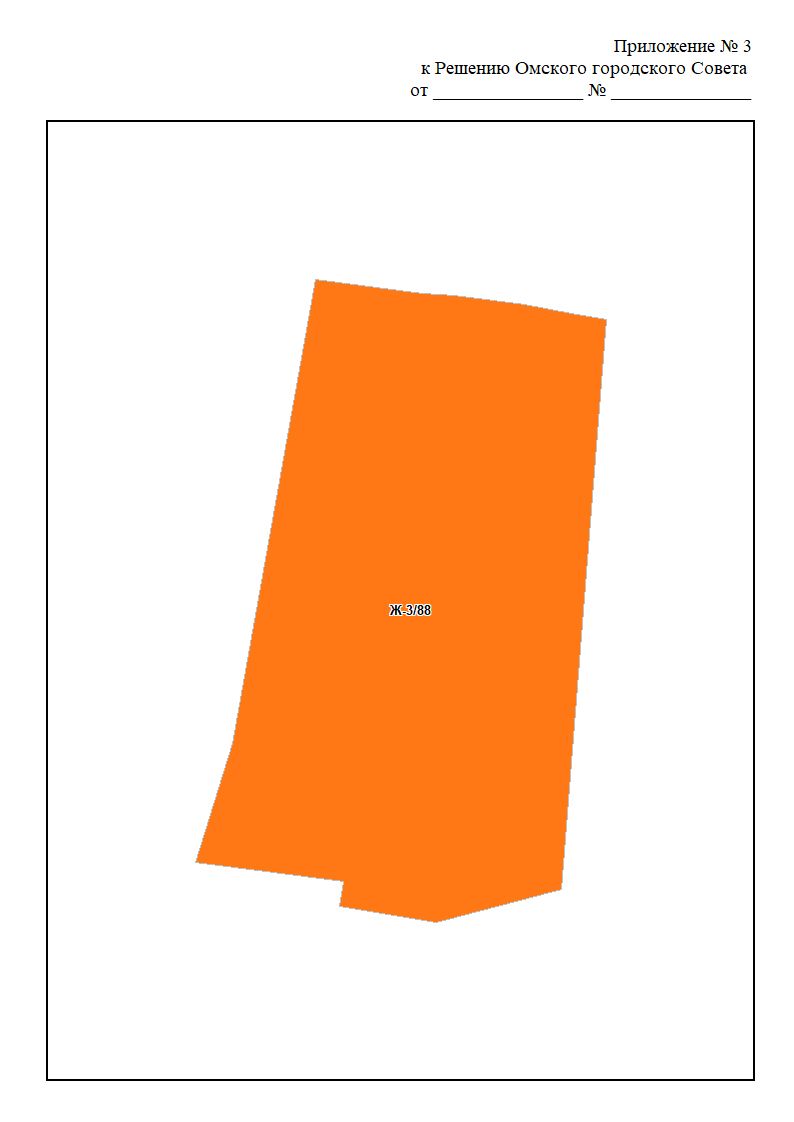 Приложение № 3
к Решению Омского городского Совета
от ________________ № _______________
Ж-3/88